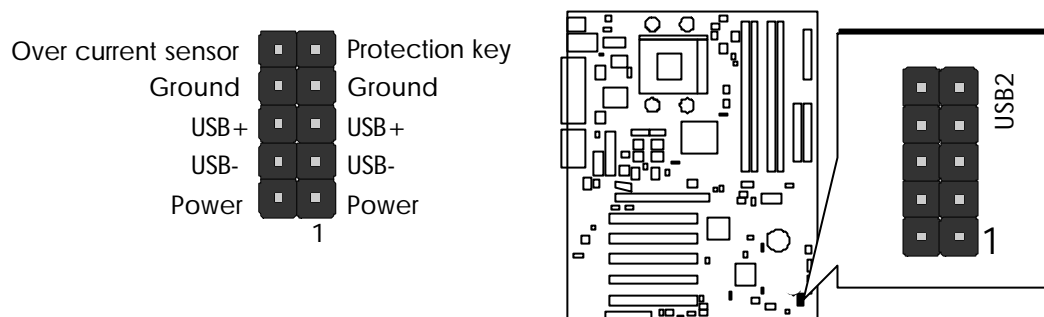 Over current sensor Protection key
Ground Ground
USB+ USB+
USB- USB-
Power Power
1
USB2
1